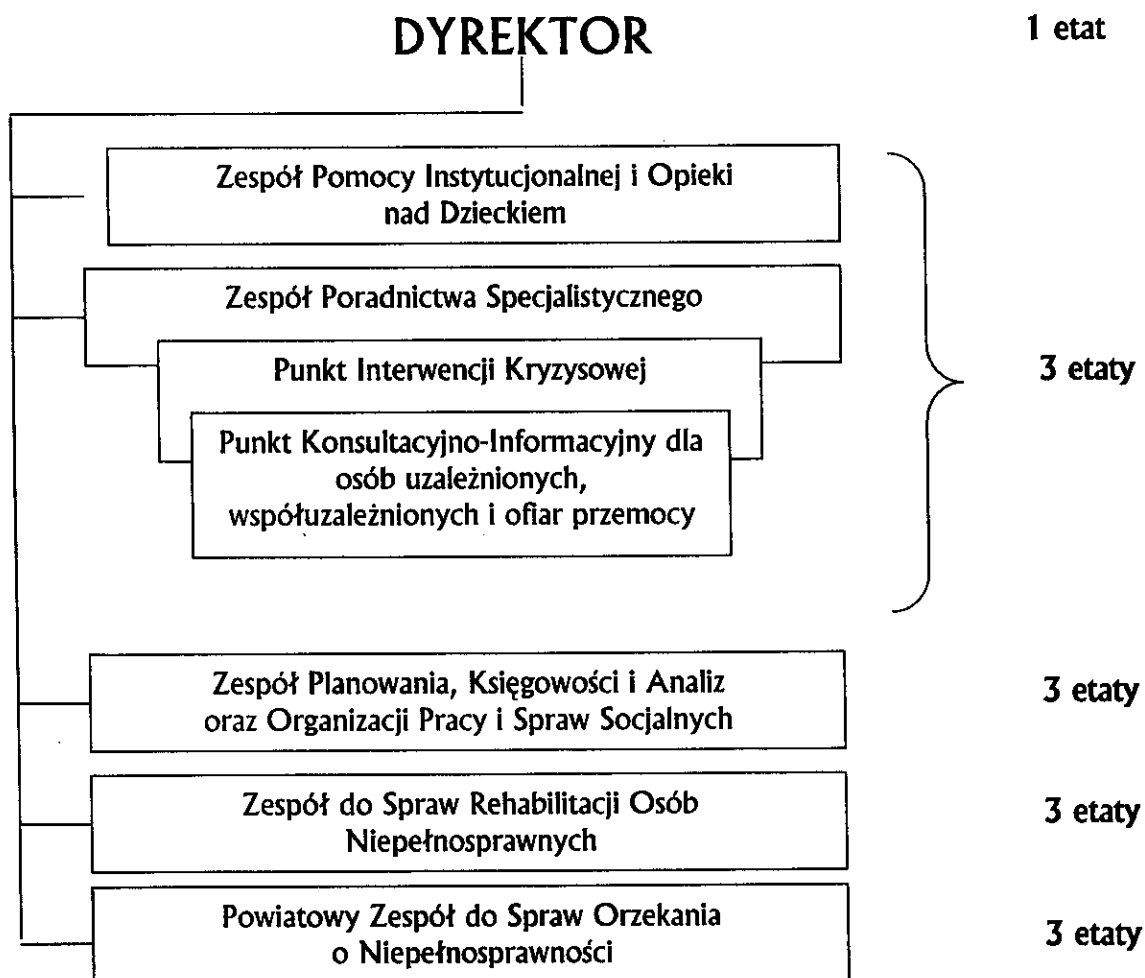 DYREKTOR
1 etat
Zespół Pomocy Instytucjonalnej i Opieki
nad Dzieckiem
Zespół Poradnictwa Specjalistycznego
Punkt Interwencji Kryzysowej
3 etaty
Punkt Konsultacyjno-Informacyjny dla
osób uzależnionych,
współuzależnionych i ofiar przemocy
Zespół Planowania, Księgowości i Analiz
oraz Organizacji Pracy i Spraw Socjalnych
3 etaty
Zespół do Spraw Rehabilitacji Osób
Niepełnosprawnych
3 etaty
Powiatowy Zespół do Spraw Orzekania
o Niepełnosprawności
3 etaty